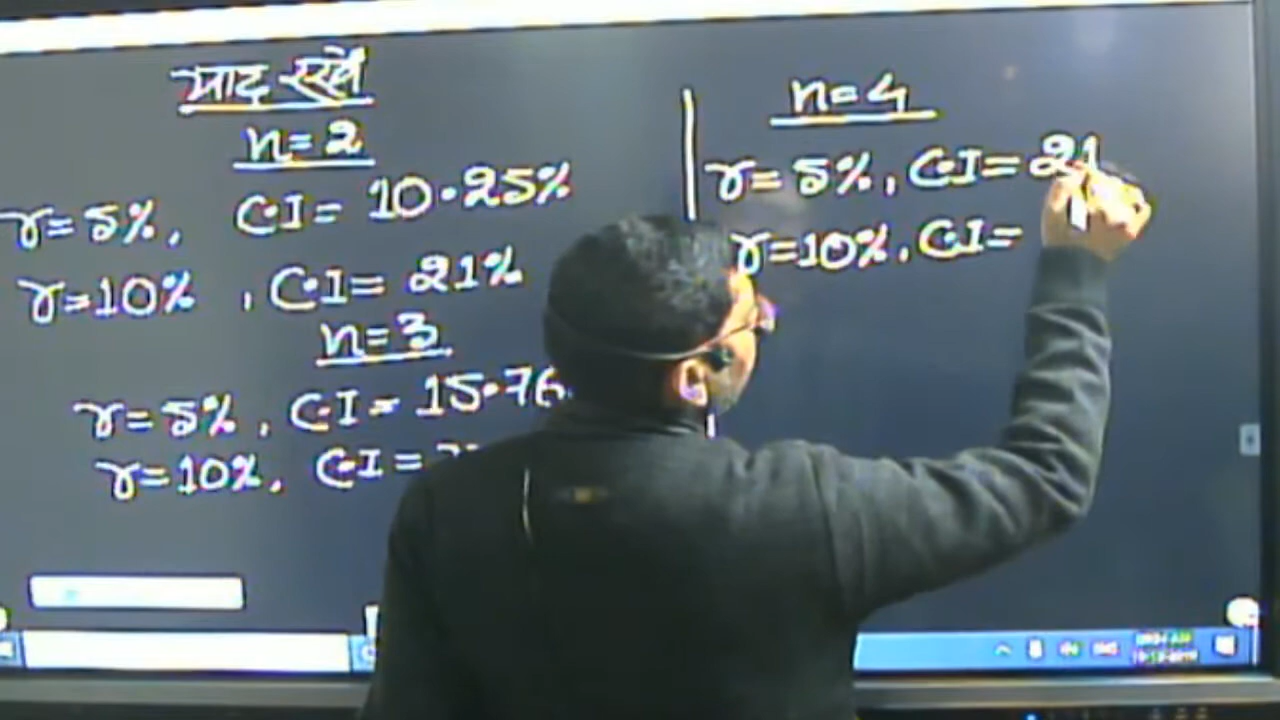 याद रखें
n=2
r=5%, C.I= 10.25%
r=10%, C.I= 21%
n=3
r=5%, C.I= 15.76
r=10%, C.I=
n=4
r=5%, C.I= 21
r=10%, C.I=